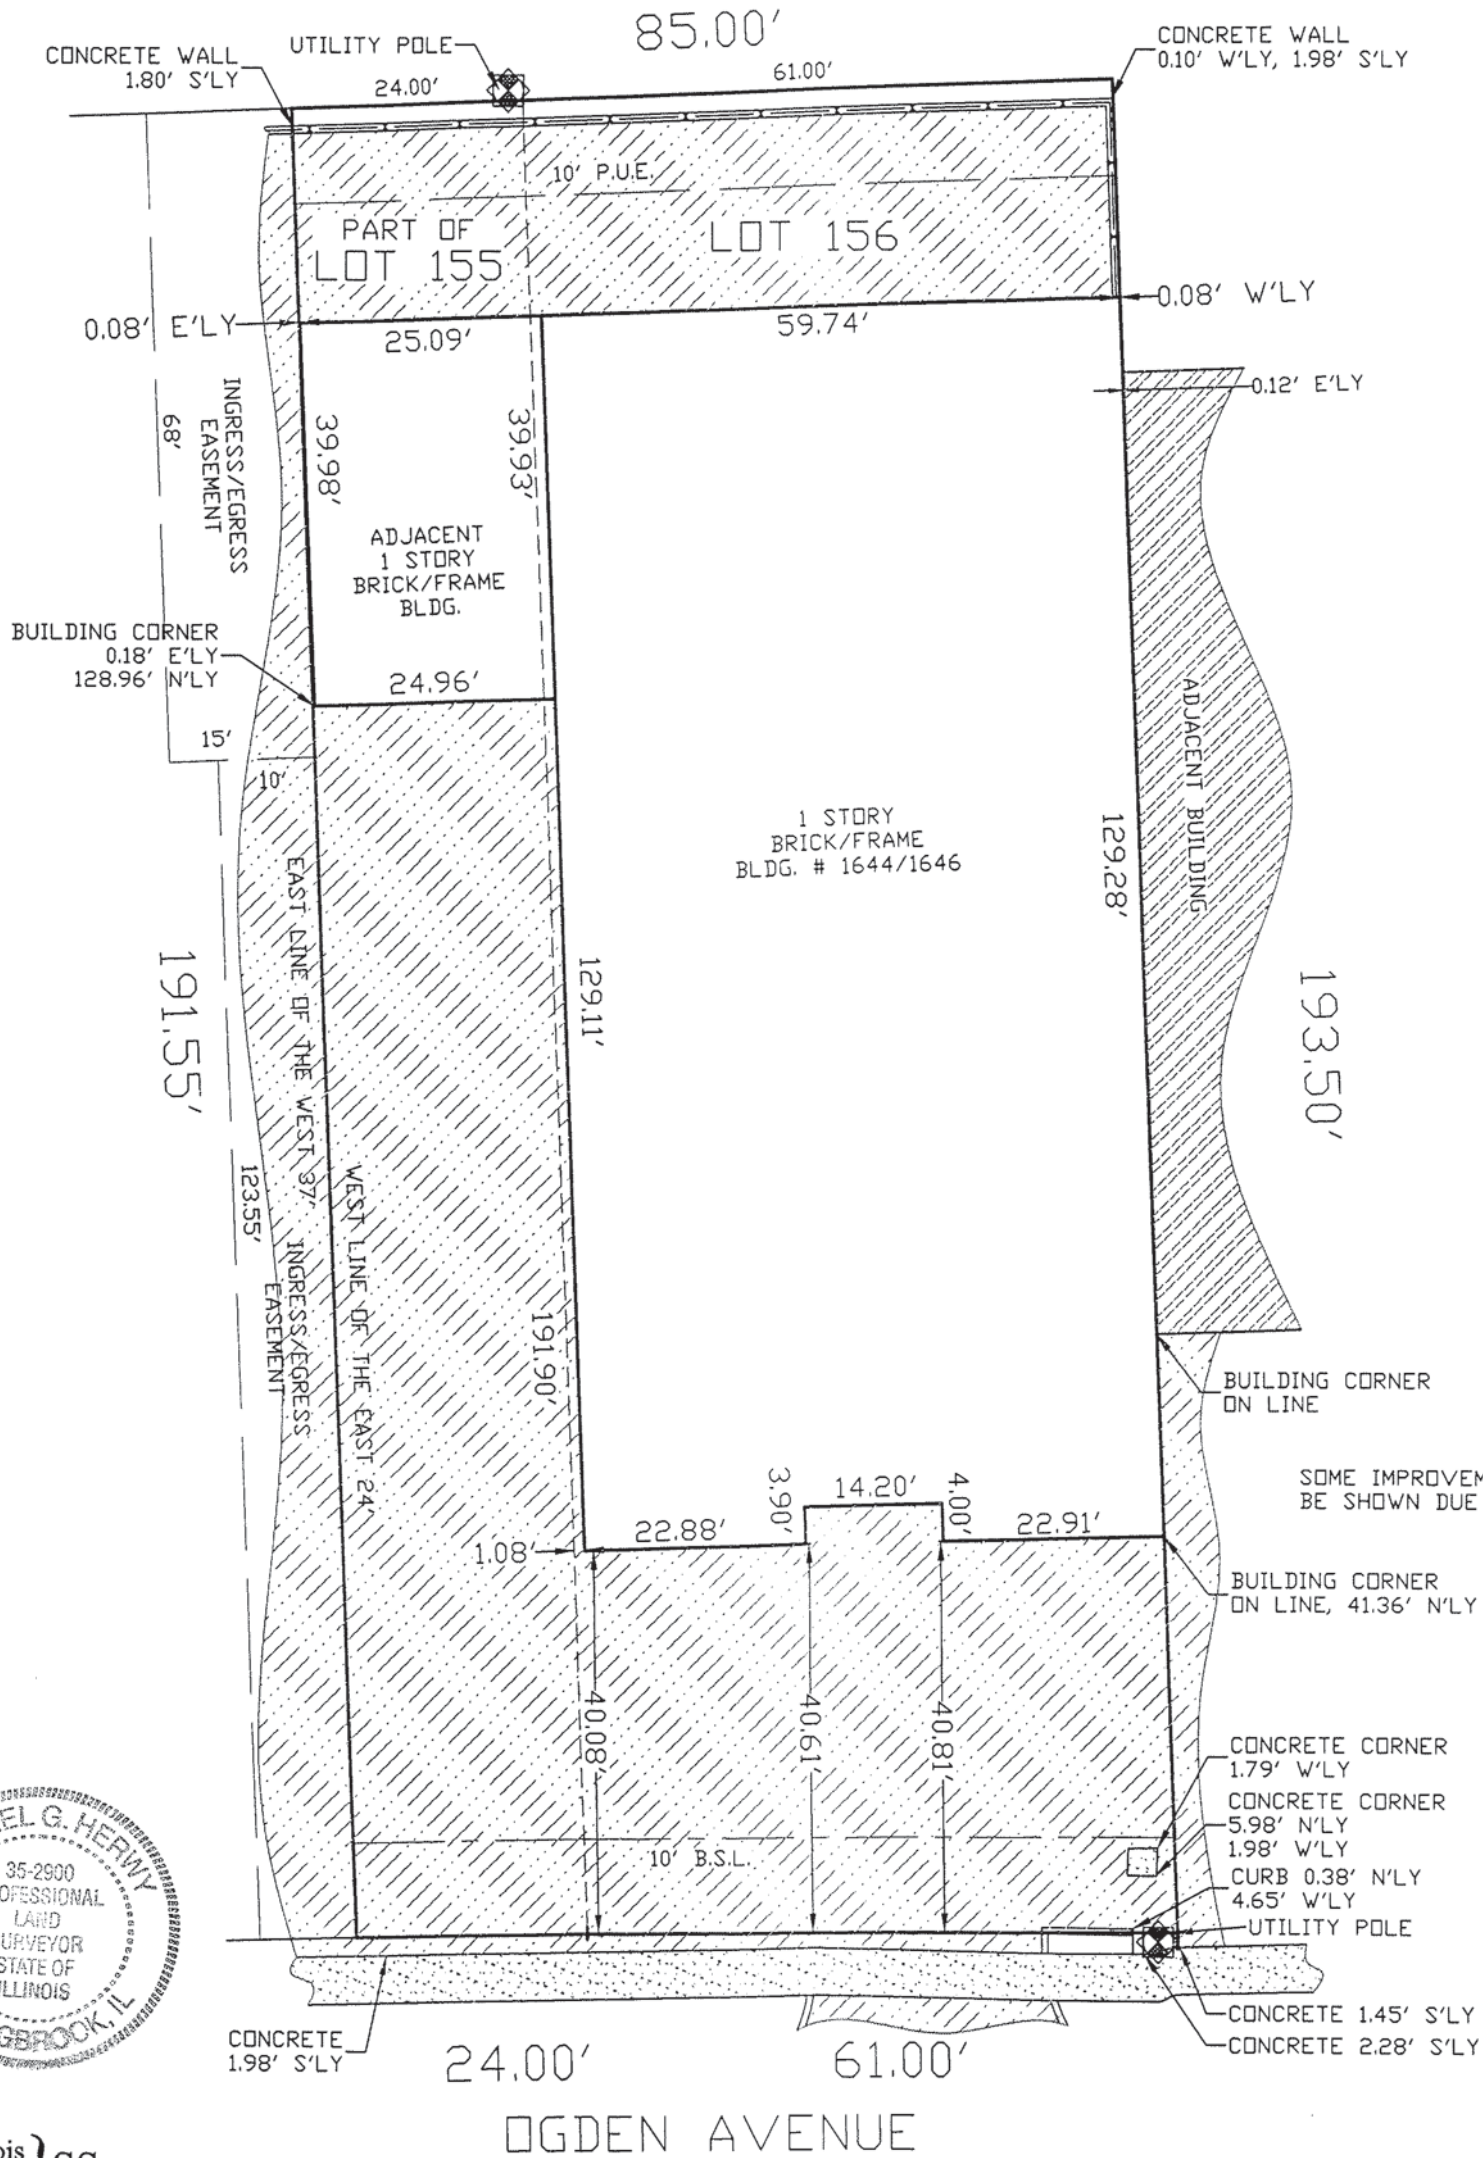 85.00'
CONCRETE WALL
1.80' S'LY
UTILITY POLE
24.00'
61.00'
CONCRETE WALL
0.10' W'LY, 1.98' S'LY
10' P.U.E.
PART OF
LOT 155
LOT 156
0.08' E'LY
25.09'
59.74'
0.08' W'LY
0.12' E'LY
68'
INGRESS/EGRESS
EASEMENT
39.98'
39.93'
ADJACENT
1 STORY
BRICK/FRAME
BLDG.
BUILDING CORNER
0.18' E'LY
128.96' N'LY
24.96'
15'
10'
ADJACENT BUILDING
1 STORY
BRICK/FRAME
BLDG. # 1644/1646
129.28'
EAST LINE OF THE WEST 37'
191.55'
129.11'
193.50'
123.55'
WEST LINE OF THE EAST 24'
INGRESS/EGRESS
EASEMENT
191.90'
BUILDING CORNER
ON LINE
SOME IMPROVEM
BE SHOWN DUE
3.90'
14.20'
4.00'
22.88'
22.91'
1.08'
BUILDING CORNER
ON LINE, 41.36' N'LY
40.08'
40.61'
40.81'
CONCRETE CORNER
1.79' W'LY
CONCRETE CORNER
5.98' N'LY
1.98' W'LY
10' B.S.L.
CURB 0.38' N'LY
4.65' W'LY
UTILITY POLE
EL G. HERWY
35-2900
OFESSIONAL
LAND
URVEYOR
STATE OF
LLINOIS
GBROOK, IL
CONCRETE 1.45' S'LY
CONCRETE 2.28' S'LY
CONCRETE
1.98' S'LY
24.00'
61.00'
OGDEN AVENUE
ois